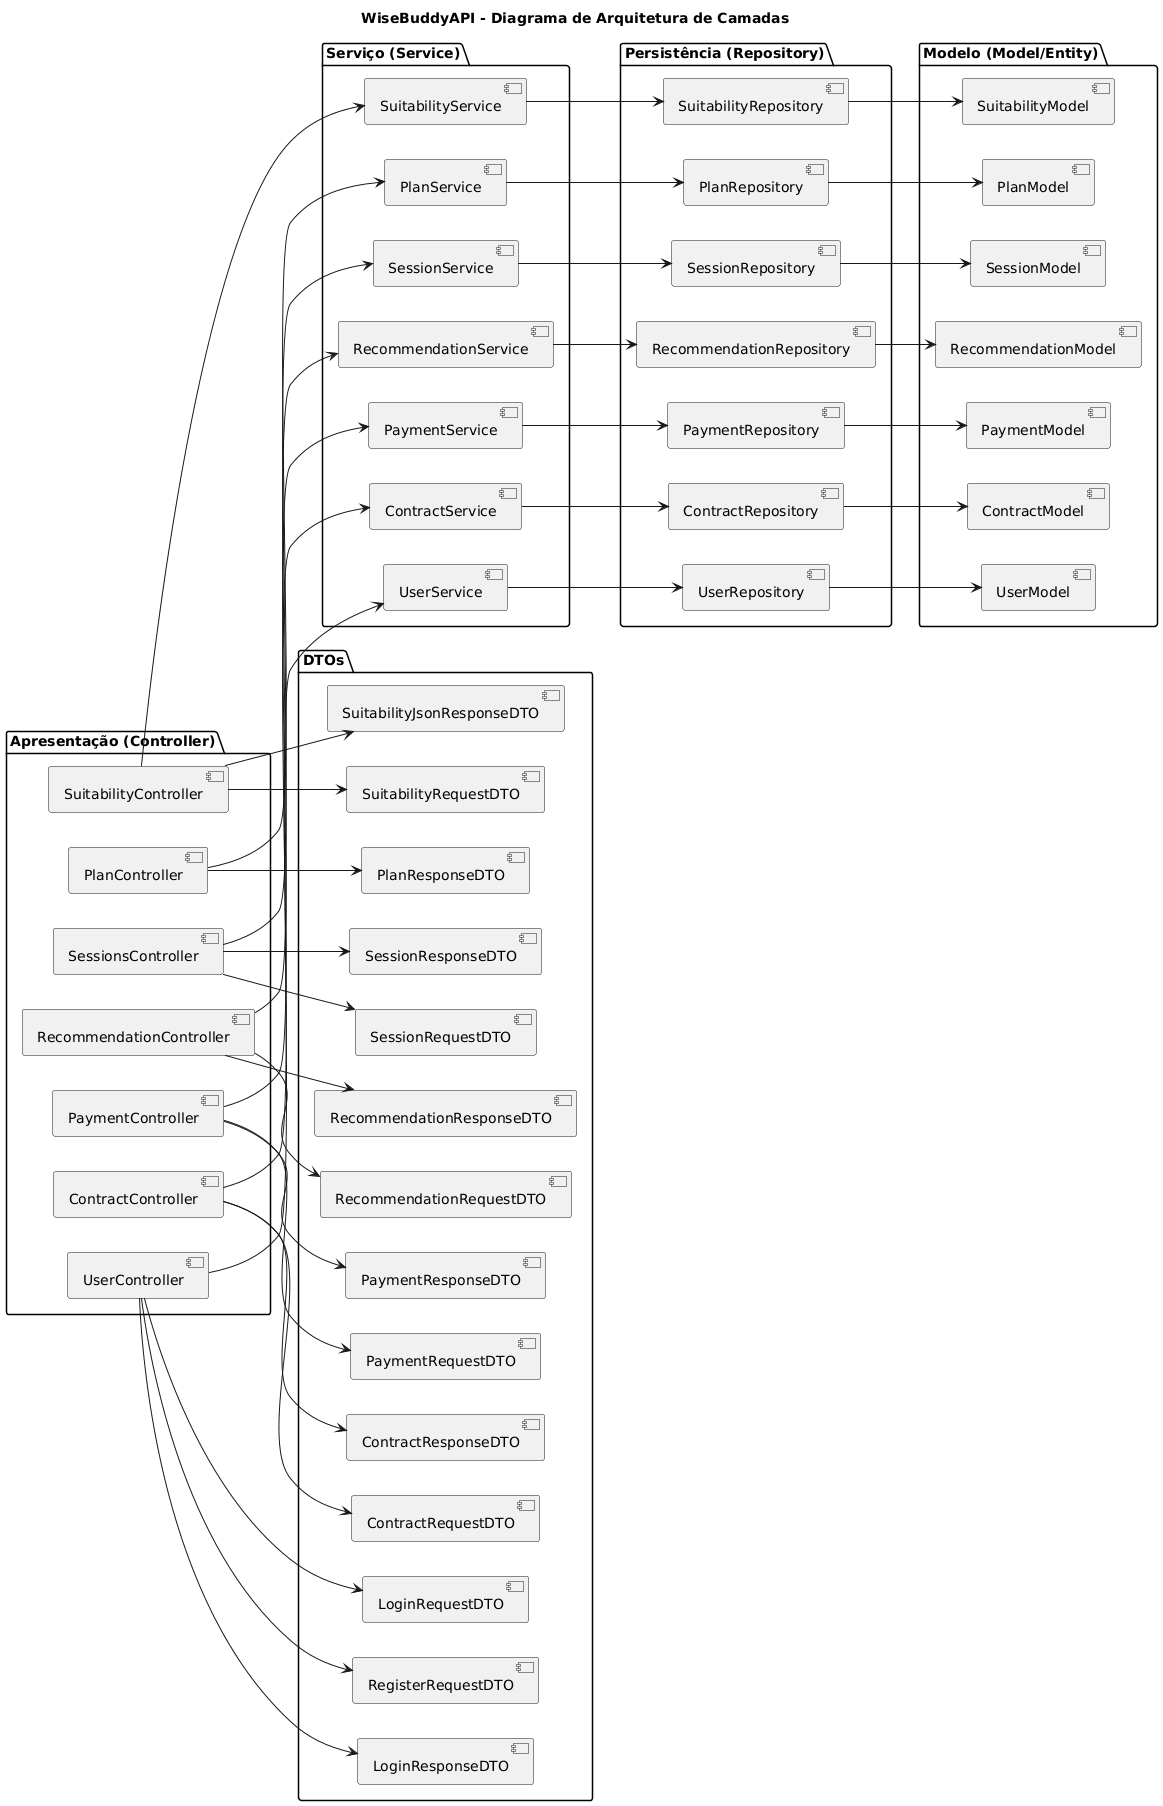 WiseBuddyAPI - Diagrama de Arquitetura de Camadas
Serviço (Service)
SuitabilityService
PlanService
SessionService
RecommendationService
PaymentService
ContractService
UserService
Persistência (Repository)
SuitabilityRepository
PlanRepository
SessionRepository
RecommendationRepository
PaymentRepository
ContractRepository
UserRepository
Modelo (Model/Entity)
SuitabilityModel
PlanModel
SessionModel
RecommendationModel
PaymentModel
ContractModel
UserModel
Apresentação (Controller)
SuitabilityController
PlanController
SessionsController
RecommendationController
PaymentController
ContractController
UserController
DTOs
SuitabilityJsonResponseDTO
SuitabilityRequestDTO
PlanResponseDTO
SessionResponseDTO
SessionRequestDTO
RecommendationResponseDTO
RecommendationRequestDTO
PaymentResponseDTO
PaymentRequestDTO
ContractResponseDTO
ContractRequestDTO
LoginRequestDTO
RegisterRequestDTO
LoginResponseDTO